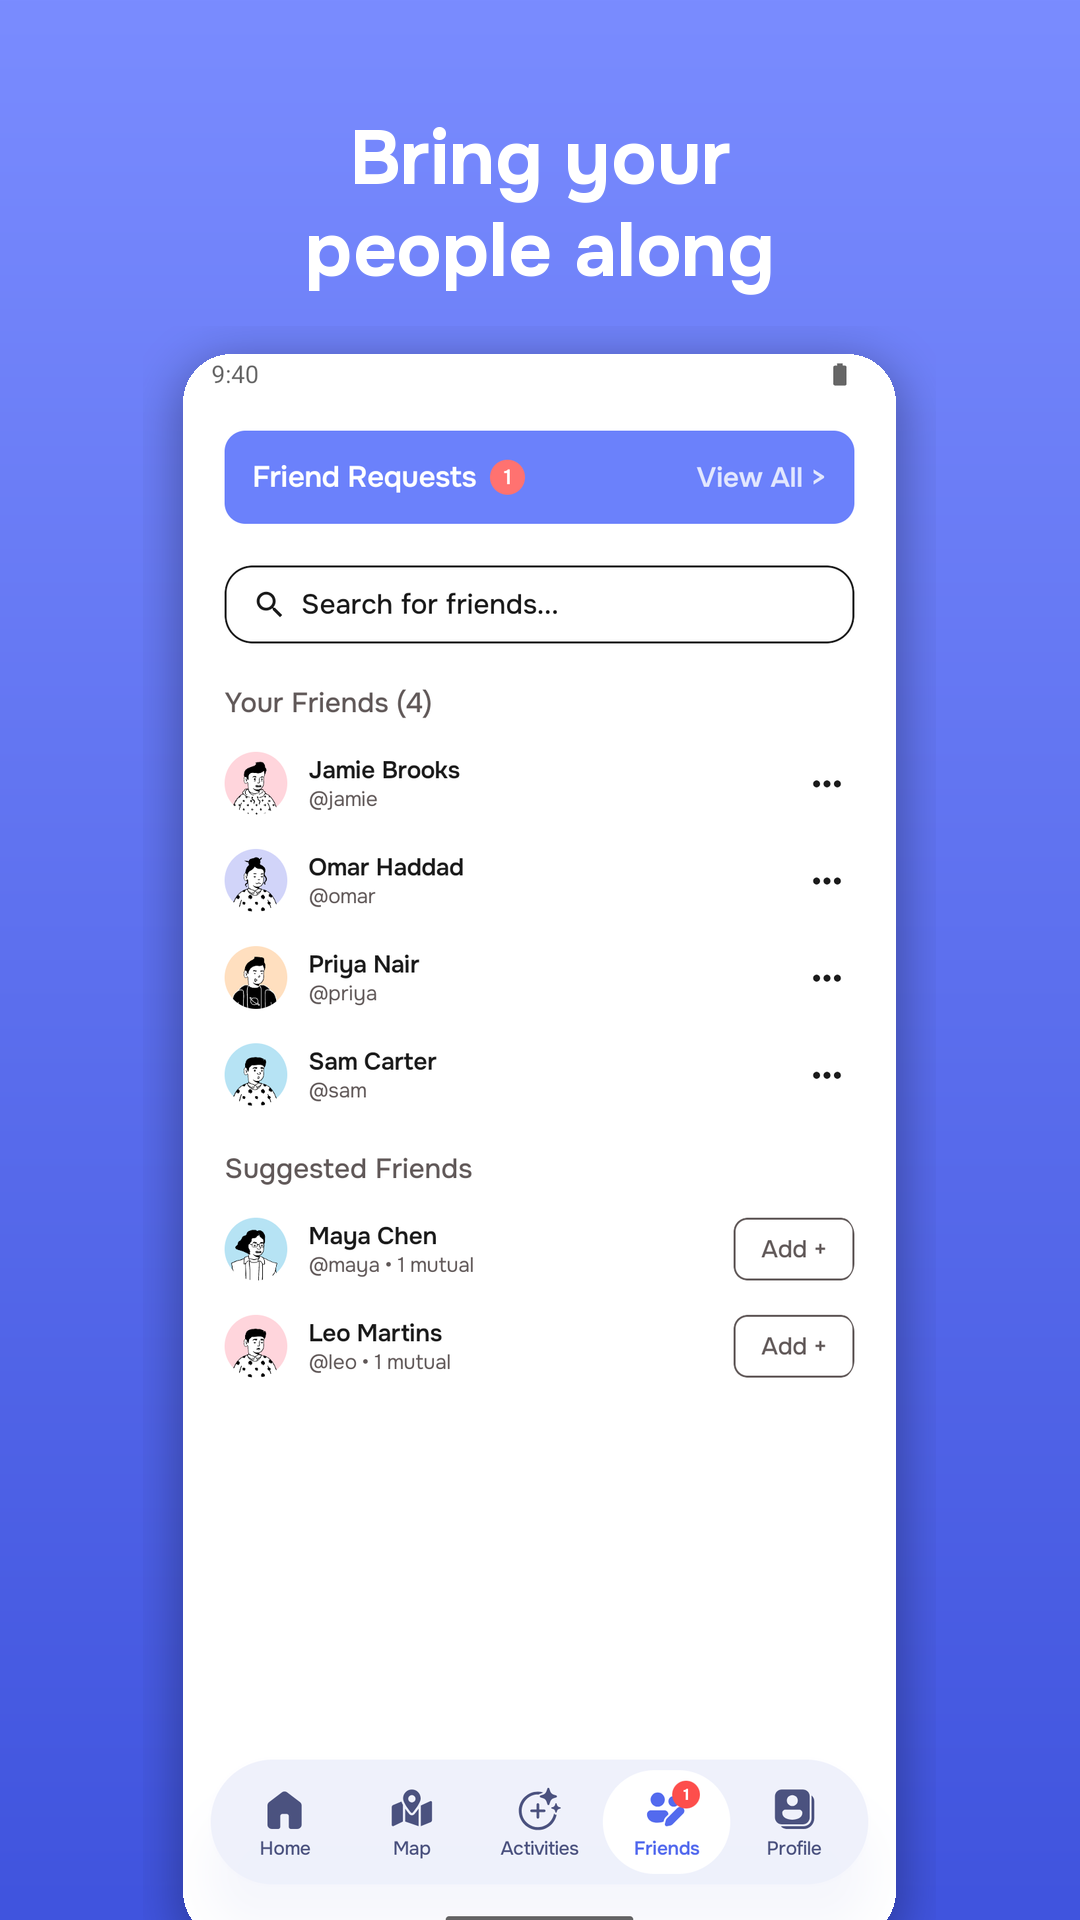 Bring your
people along
9:40
Friend Requests 1 View All >
Search for friends...
Your Friends (4)
Jamie Brooks
@jamie
Omar Haddad
@omar
Priya Nair
@priya
Sam Carter
@sam
Suggested Friends
Maya Chen
@maya • 1 mutual
Add +
Leo Martins
@leo • 1 mutual
Add +
1
Home Map Activities Friends Profile